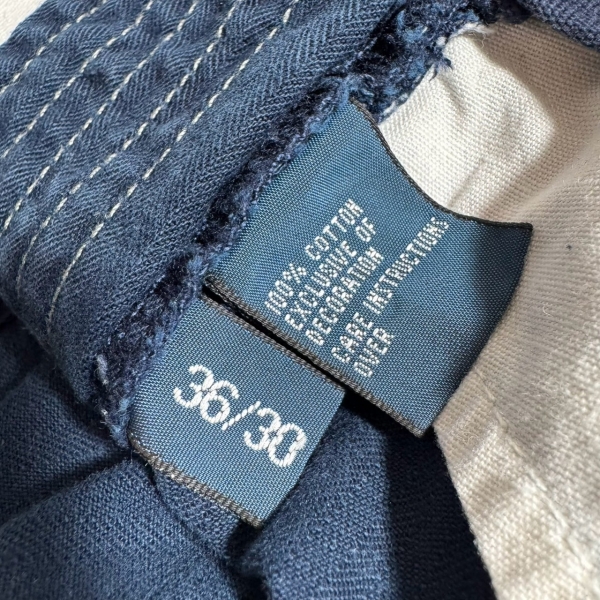 100% COTTON
EXCLUSIVE OF
DECORATION
CARE INSTRUCTIONS
OVER
36/30